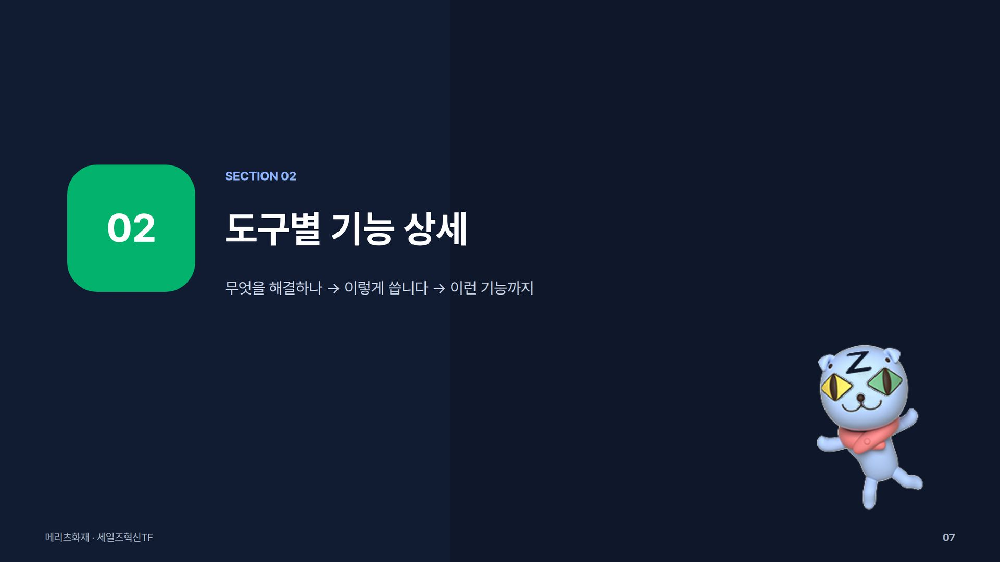 02
SECTION 02
도구별 기능 상세
무엇을 해결하나 → 이렇게 씁니다 → 이런 기능까지
Z
메리츠화재 · 세일즈혁신TF
07